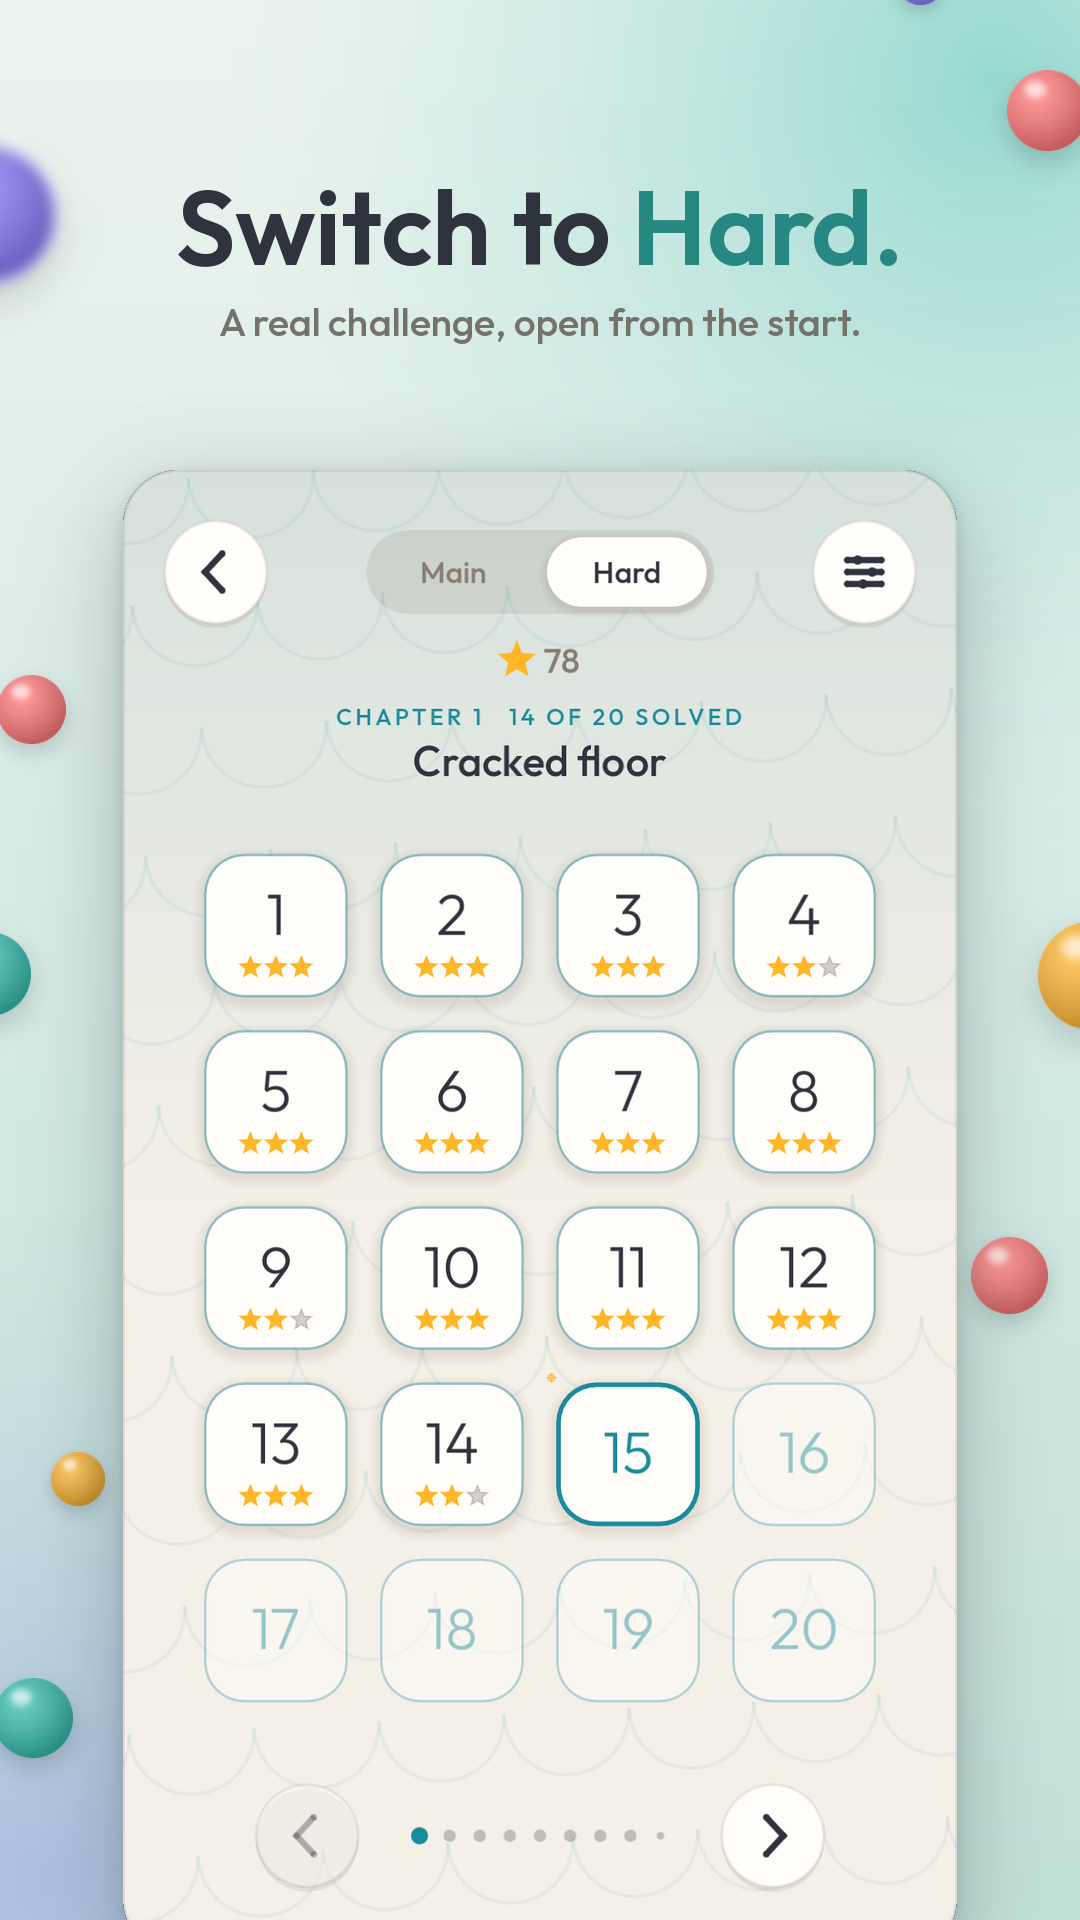 Switch to Hard.
A real challenge, open from the start.
Main Hard
78
CHAPTER 1 14 OF 20 SOLVED
Cracked floor
1 2 3 4
5 6 7 8
9 10 11 12
13 14 15 16
17 18 19 20